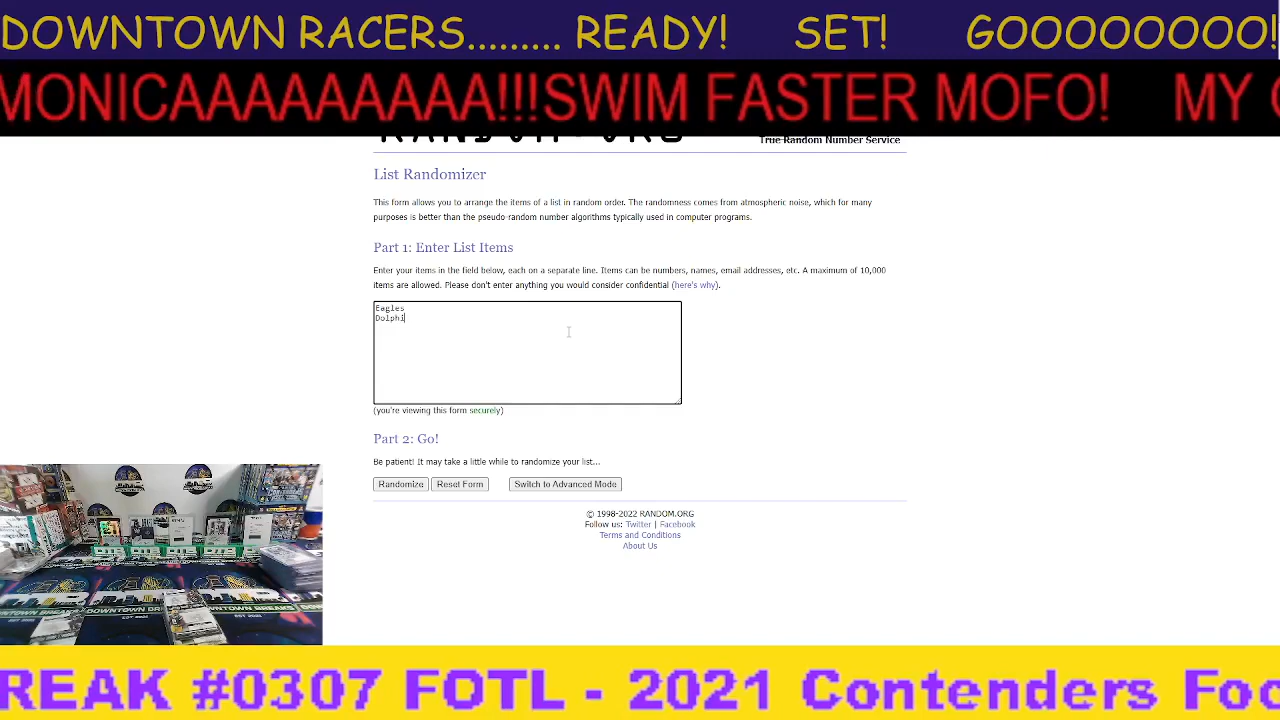 DOWNTOWN RACERS......... READY! SET! GOOOOOOOO!
MONICAAAAAAAAA!!!SWIM FASTER MOFO! MY
RANDOM.ORG
True Random Number Service
List Randomizer
This form allows you to arrange the items of a list in random order. The randomness comes from atmospheric noise, which for many
purposes is better than the pseudo-random number algorithms typically used in computer programs.
Part 1: Enter List Items
Enter your items in the field below, each on a separate line. Items can be numbers, names, email addresses, etc. A maximum of 10,000
items are allowed. Please don't enter anything you would consider confidential (here's why).
Eagles
Dolphi
(you're viewing this form securely)
Part 2: Go!
Be patient! It may take a little while to randomize your list...
Randomize Reset Form Switch to Advanced Mode
© 1998-2022 RANDOM.ORG
Follow us: Twitter | Facebook
Terms and Conditions
About Us
DOWNTOWN BREAKS
REAK #0307 FOTL - 2021 Contenders Foo